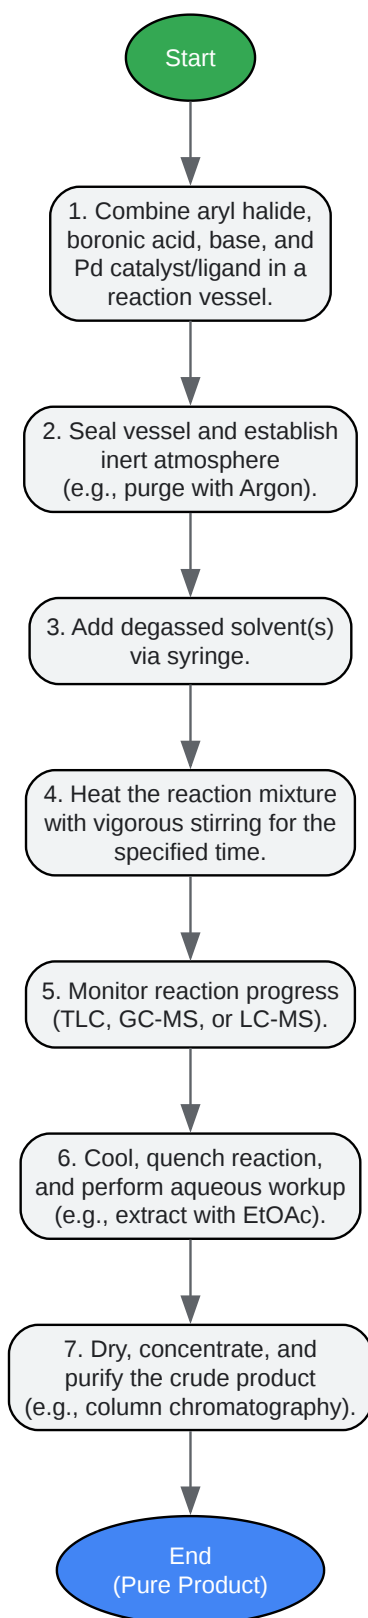 Start
1. Combine aryl halide,
boronic acid, base, and
Pd catalyst/ligand in a
reaction vessel.
2. Seal vessel and establish
inert atmosphere
(e.g., purge with Argon).
3. Add degassed solvent(s)
via syringe.
4. Heat the reaction mixture
with vigorous stirring for the
specified time.
5. Monitor reaction progress
(TLC, GC-MS, or LC-MS).
6. Cool, quench reaction,
and perform aqueous workup
(e.g., extract with EtOAc).
7. Dry, concentrate, and
purify the crude product
(e.g., column chromatography).
End
(Pure Product)